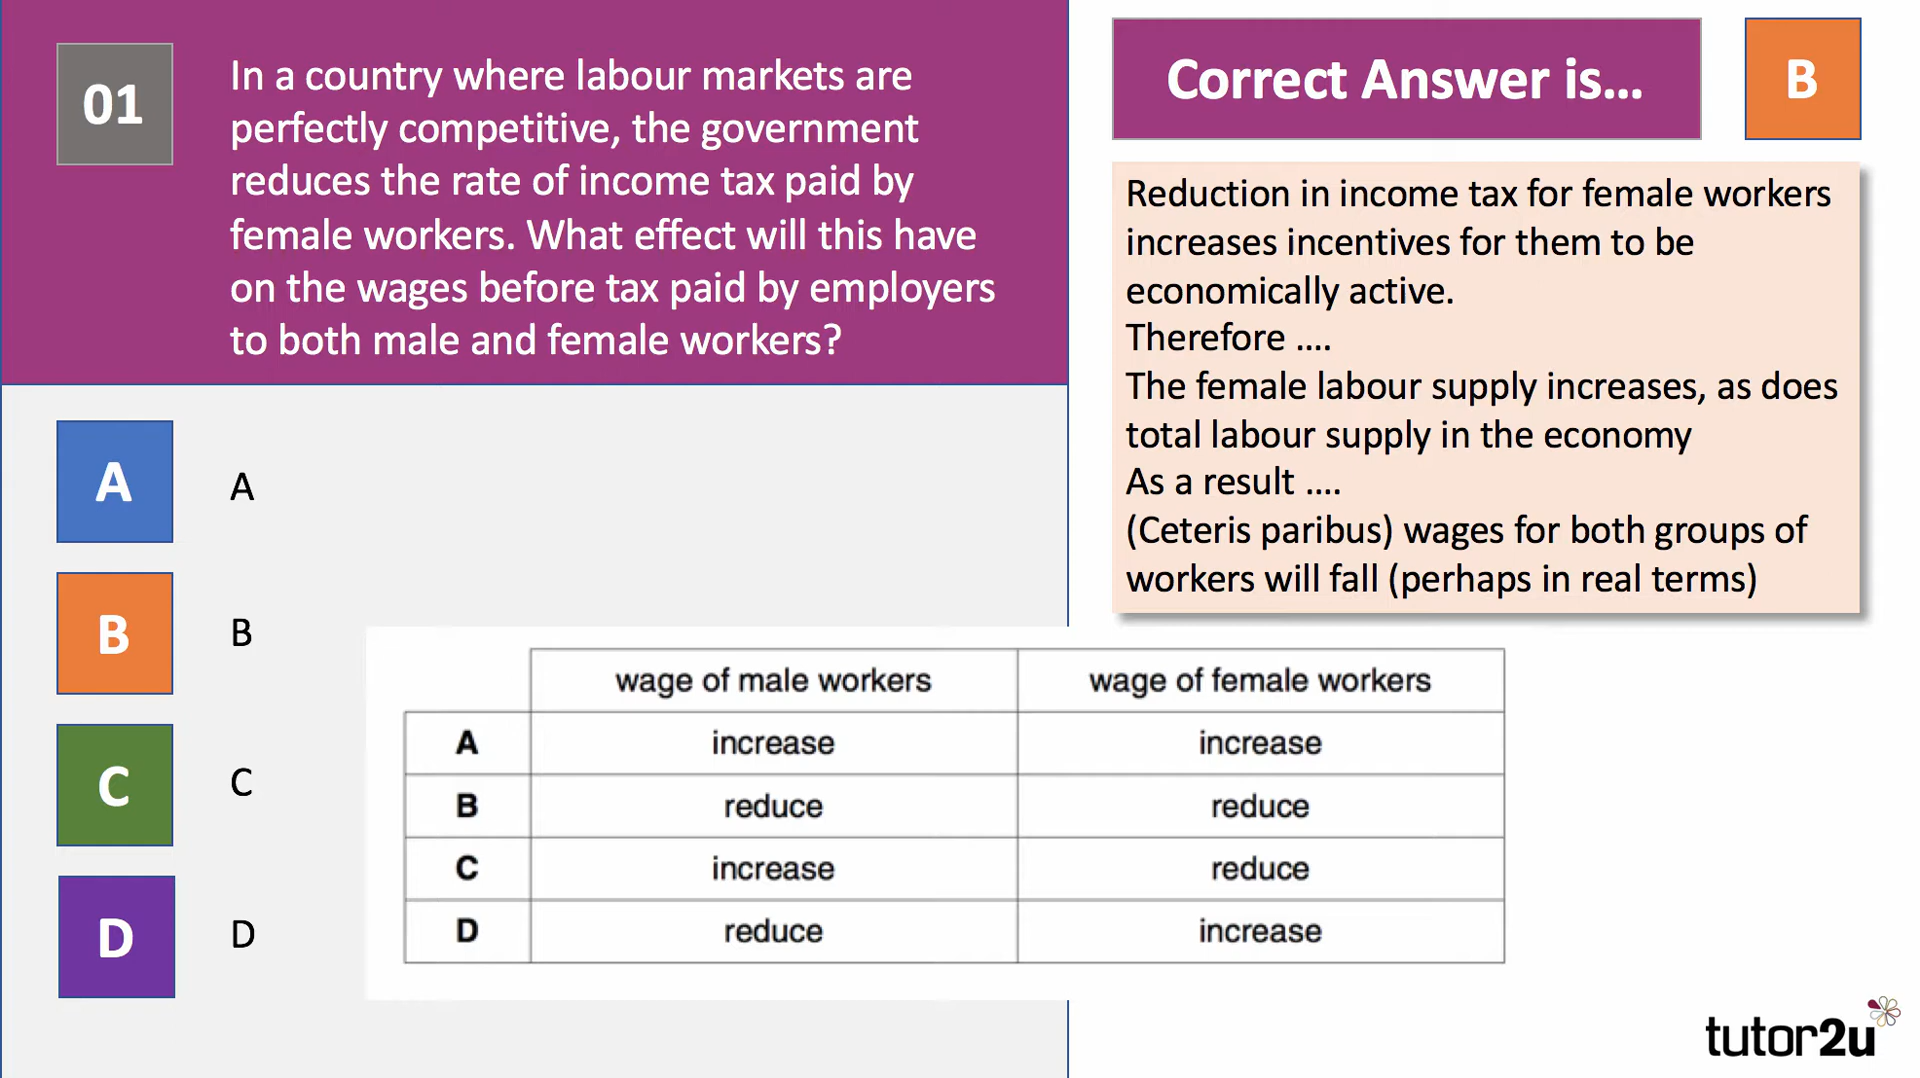 01
In a country where labour markets are
perfectly competitive, the government
reduces the rate of income tax paid by
female workers. What effect will this have
on the wages before tax paid by employers
to both male and female workers?
A
A
B
B
C
C
D
D
Correct Answer is...
B
Reduction in income tax for female workers
increases incentives for them to be
economically active.
Therefore ....
The female labour supply increases, as does
total labour supply in the economy
As a result ....
(Ceteris paribus) wages for both groups of
workers will fall (perhaps in real terms)
wage of male workers wage of female workers
A increase increase
B reduce reduce
C increase reduce
D reduce increase
tutor2u